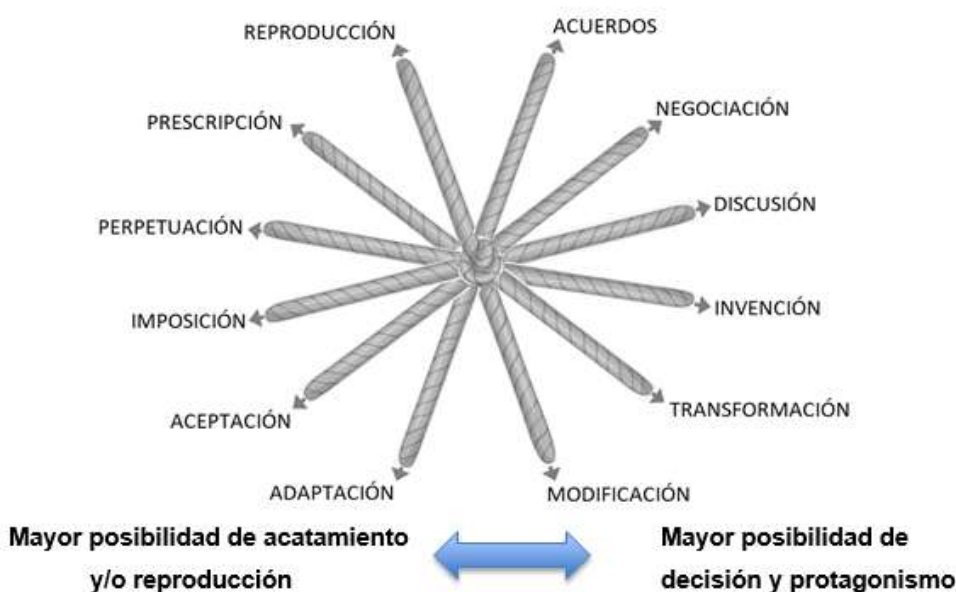 REPRODUCCIÓN
ACUERDOS
PRESCRIPCIÓN
NEGOCIACIÓN
PERPETUACIÓN
DISCUSIÓN
IMPOSICIÓN
INVENCIÓN
ACEPTACIÓN
TRANSFORMACIÓN
ADAPTACIÓN
MODIFICACIÓN
Mayor posibilidad de acatamiento
y/o reproducción
Mayor posibilidad de
decisión y protagonismo